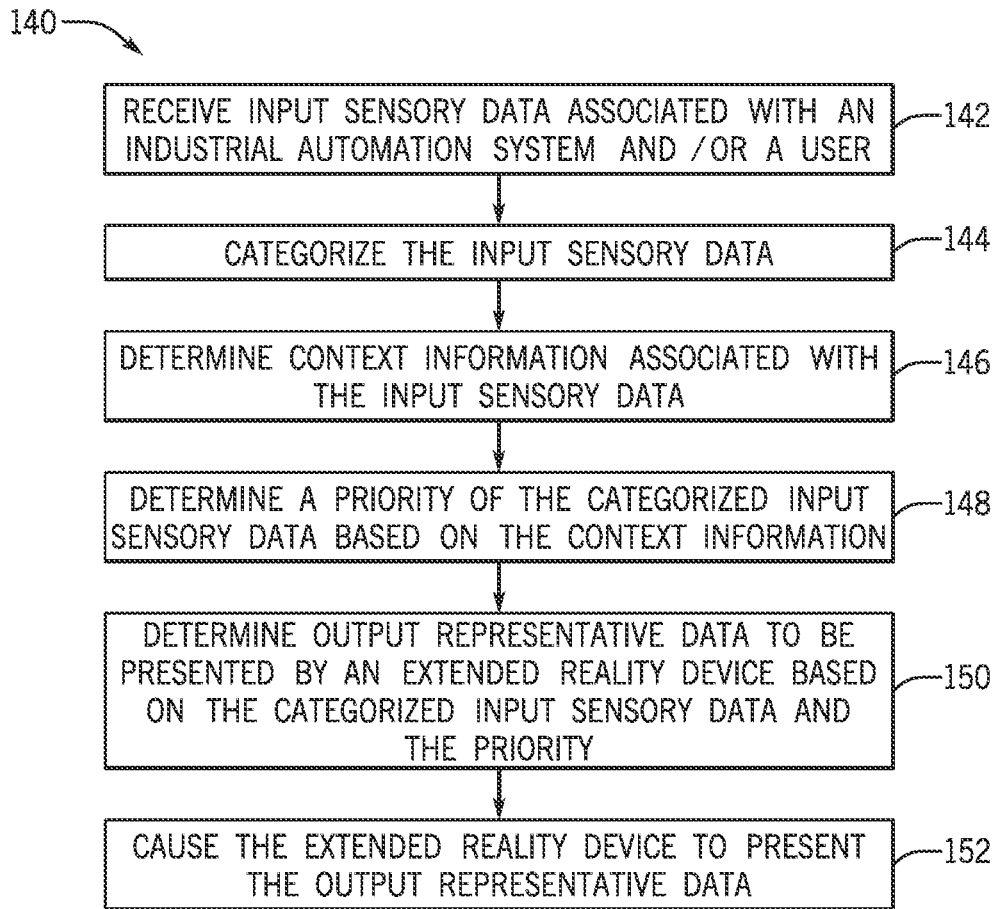 140
RECEIVE INPUT SENSORY DATA ASSOCIATED WITH AN
INDUSTRIAL AUTOMATION SYSTEM AND /OR A USER
142
CATEGORIZE THE INPUT SENSORY DATA
144
DETERMINE CONTEXT INFORMATION ASSOCIATED WITH
THE INPUT SENSORY DATA
146
DETERMINE A PRIORITY OF THE CATEGORIZED INPUT
SENSORY DATA BASED ON THE CONTEXT INFORMATION
148
DETERMINE OUTPUT REPRESENTATIVE DATA TO BE
PRESENTED BY AN EXTENDED REALITY DEVICE BASED
ON THE CATEGORIZED INPUT SENSORY DATA AND
THE PRIORITY
150
CAUSE THE EXTENDED REALITY DEVICE TO PRESENT
THE OUTPUT REPRESENTATIVE DATA
152